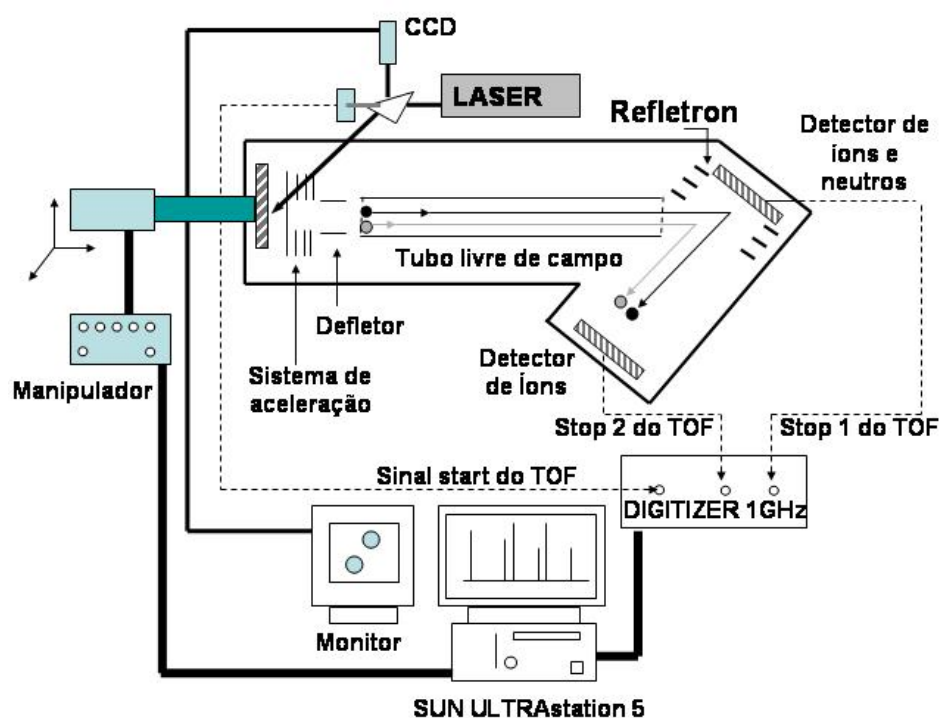 CCD
LASER
Refletron
Detector de
íons e
neutros
Tubo livre de campo
Defletor
Sistema de
aceleração
Manipulador
Detector
de Íons
Stop 2 do TOF
Stop 1 do TOF
Sinal start do TOF
DIGITIZER 1GHz
Monitor
SUN ULTRAstation 5